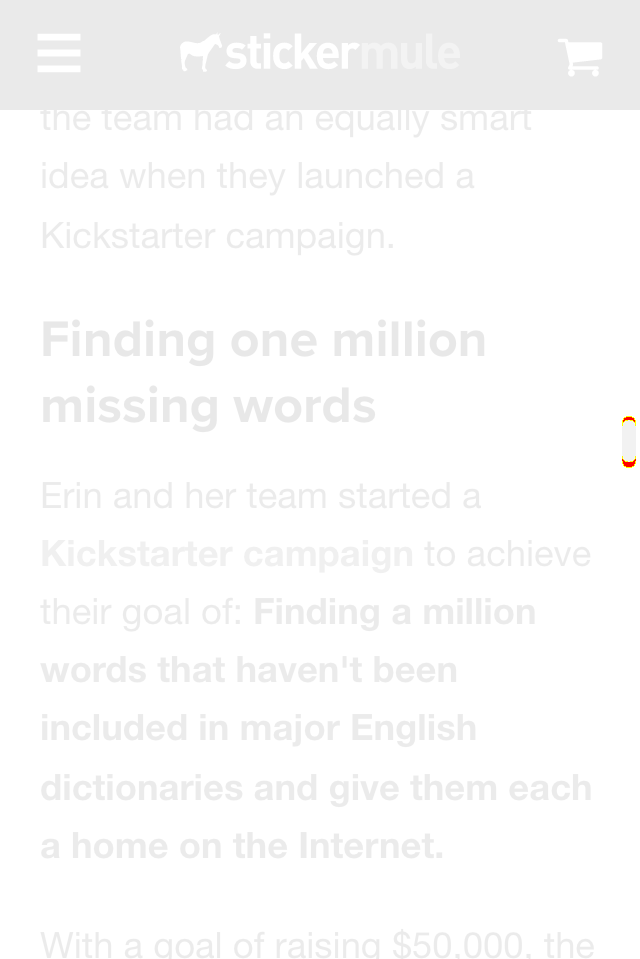 stickermule
the team had an equally smart
idea when they launched a
Kickstarter campaign.
Finding one million
missing words
Erin and her team started a
Kickstarter campaign to achieve
their goal of: Finding a million
words that haven't been
included in major English
dictionaries and give them each
a home on the Internet.
With a goal of raising $50,000, the